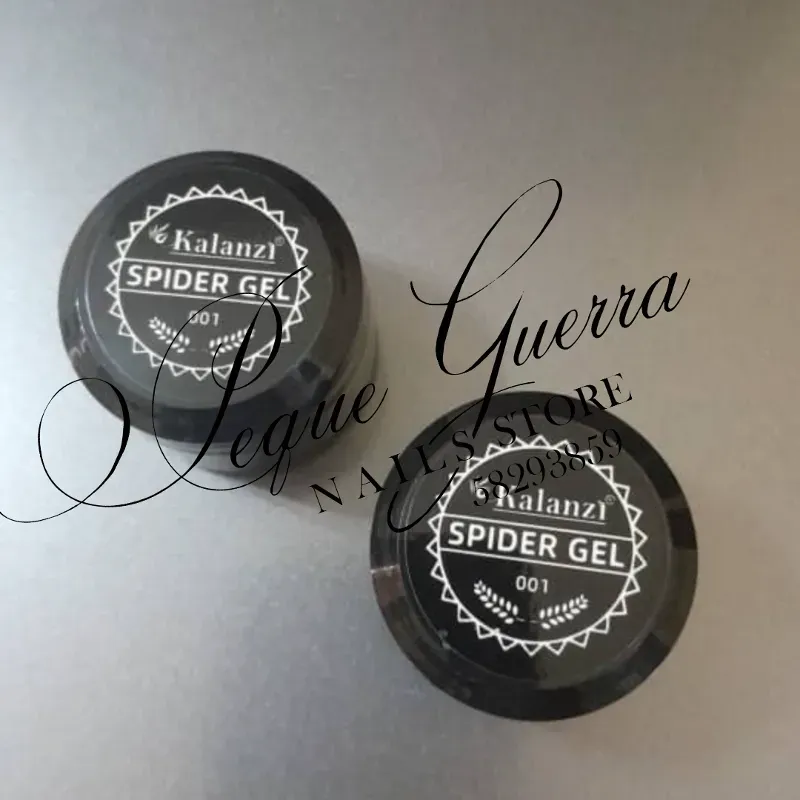 Kalanzi®
SPIDER GEL
001
Peque Guerra
NAILS STORE
58293859
Kalanzi®
SPIDER GEL
001